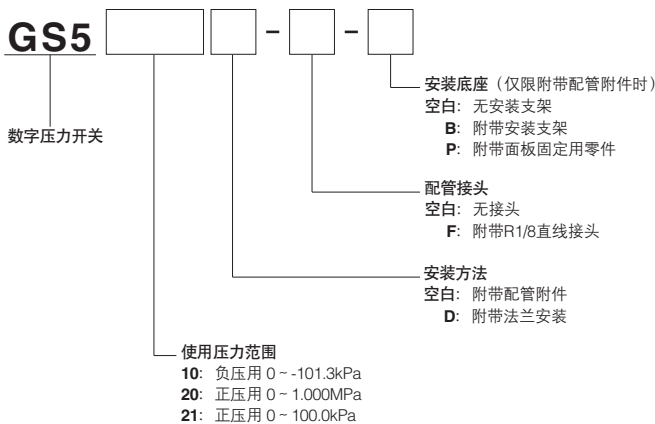 GS5 - -
数字压力开关
安装底座（仅限附带配管附件时）
空白: 无安装支架
B: 附带安装支架
P: 附带面板固定用零件
配管接头
空白: 无接头
F: 附带R1/8直线接头
安装方法
空白: 附带配管附件
D: 附带法兰安装
使用压力范围
10: 负压用 0 ~ -101.3kPa
20: 正压用 0 ~ 1.000MPa
21: 正压用 0 ~ 100.0kPa